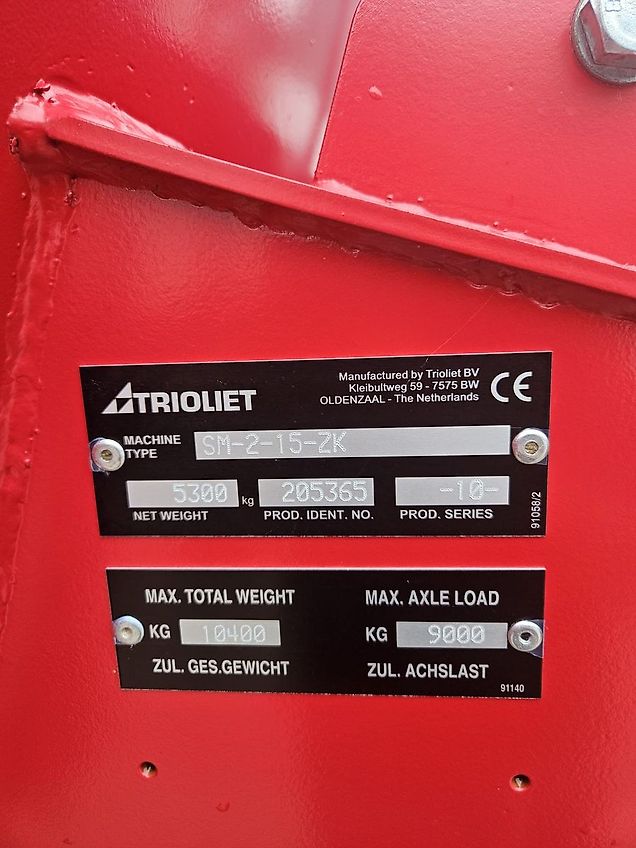 TRIOLIET
Manufactured by Trioliet BV
Kleibultweg 59 - 7575 BW
OLDENZAAL - The Netherlands
CE
MACHINE TYPE
SM-2-15-ZK
5300 kg 205365 -10-
NET WEIGHT PROD. IDENT. NO. PROD. SERIES
91058/2
MAX. TOTAL WEIGHT MAX. AXLE LOAD
KG 10400 KG 9000
ZUL. GES.GEWICHT ZUL. ACHSLAST
91140